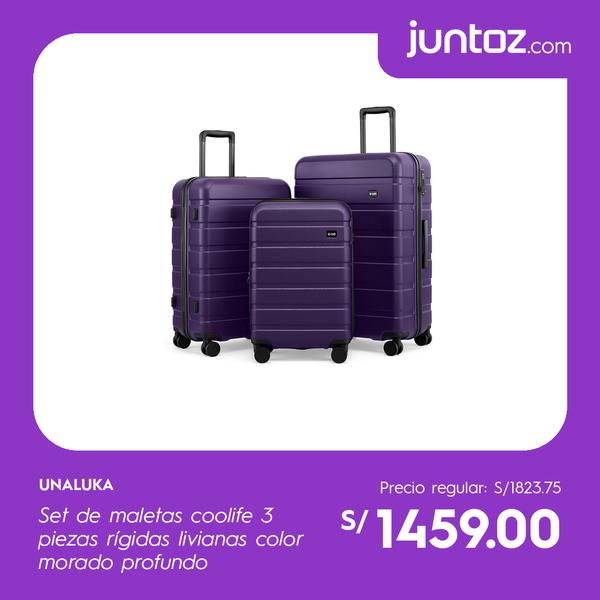 juntoz.com
UNALUKA
Set de maletas coolife 3
piezas rígidas livianas color
morado profundo
Precio regular: S/1823.75
S/1459.00